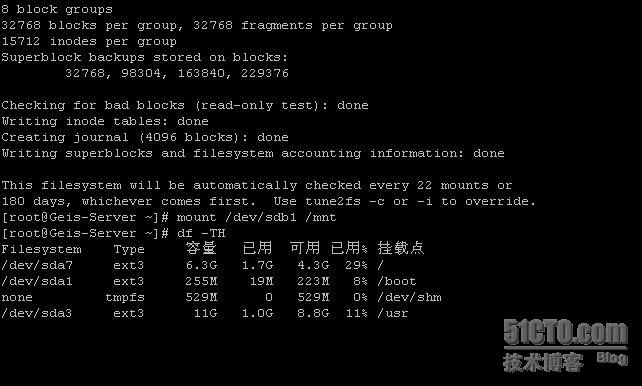 8 block groups
32768 blocks per group, 32768 fragments per group
15712 inodes per group
Superblock backups stored on blocks:
        32768, 98304, 163840, 229376

Checking for bad blocks (read-only test): done
Writing inode tables: done
Creating journal (4096 blocks): done
Writing superblocks and filesystem accounting information: done

This filesystem will be automatically checked every 22 mounts or
180 days, whichever comes first.  Use tune2fs -c or -i to override.
[root@Geis-Server ~]# mount /dev/sdb1 /mnt
[root@Geis-Server ~]# df -TH
Filesystem    Type     容量   已用  可用 已用% 挂载点
/dev/sda7     ext3     6.3G   1.7G   4.3G  29% /
/dev/sda1     ext3     255M    19M   223M   8% /boot
none         tmpfs     529M      0   529M   0% /dev/shm
/dev/sda3     ext3      11G   1.0G   8.8G  11% /usr
51CTO.com
技术博客 Blog